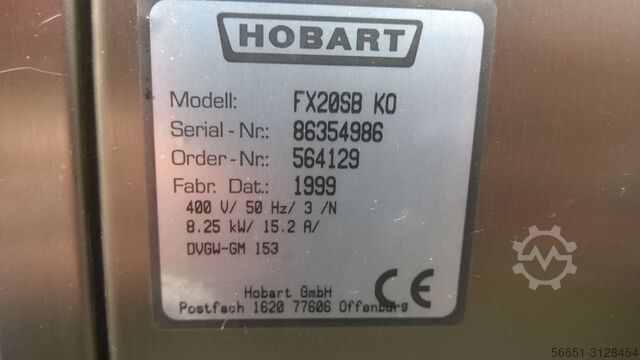 HOBART
Modell: FX20SB KO
Serial-Nr.: 86354986
Order-Nr.: 564129
Fabr. Dat.: 1999
400 V/ 50 Hz/ 3 /N
8.25 kW/ 15.2 A/
DVGW-GM 153
CE
Hobart GmbH
Postfach 1620 77606 Offenburg
56651-3128454